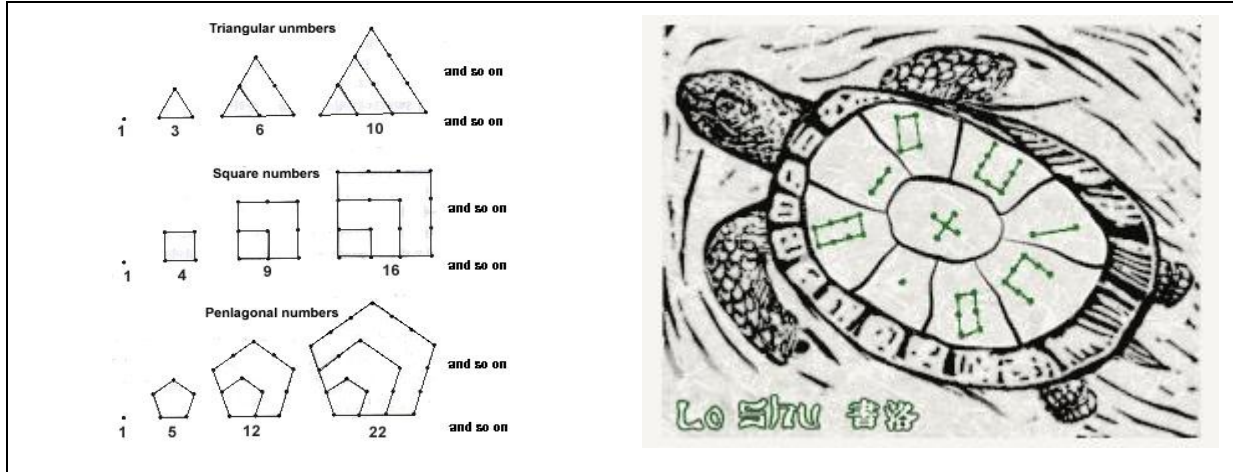 Triangular unmbers
and so on
1 3 6 10 and so on
Square numbers
and so on
1 4 9 16 and so on
Penlagonal numbers
and so on
1 5 12 22 and so on
Lo Shu 書洛